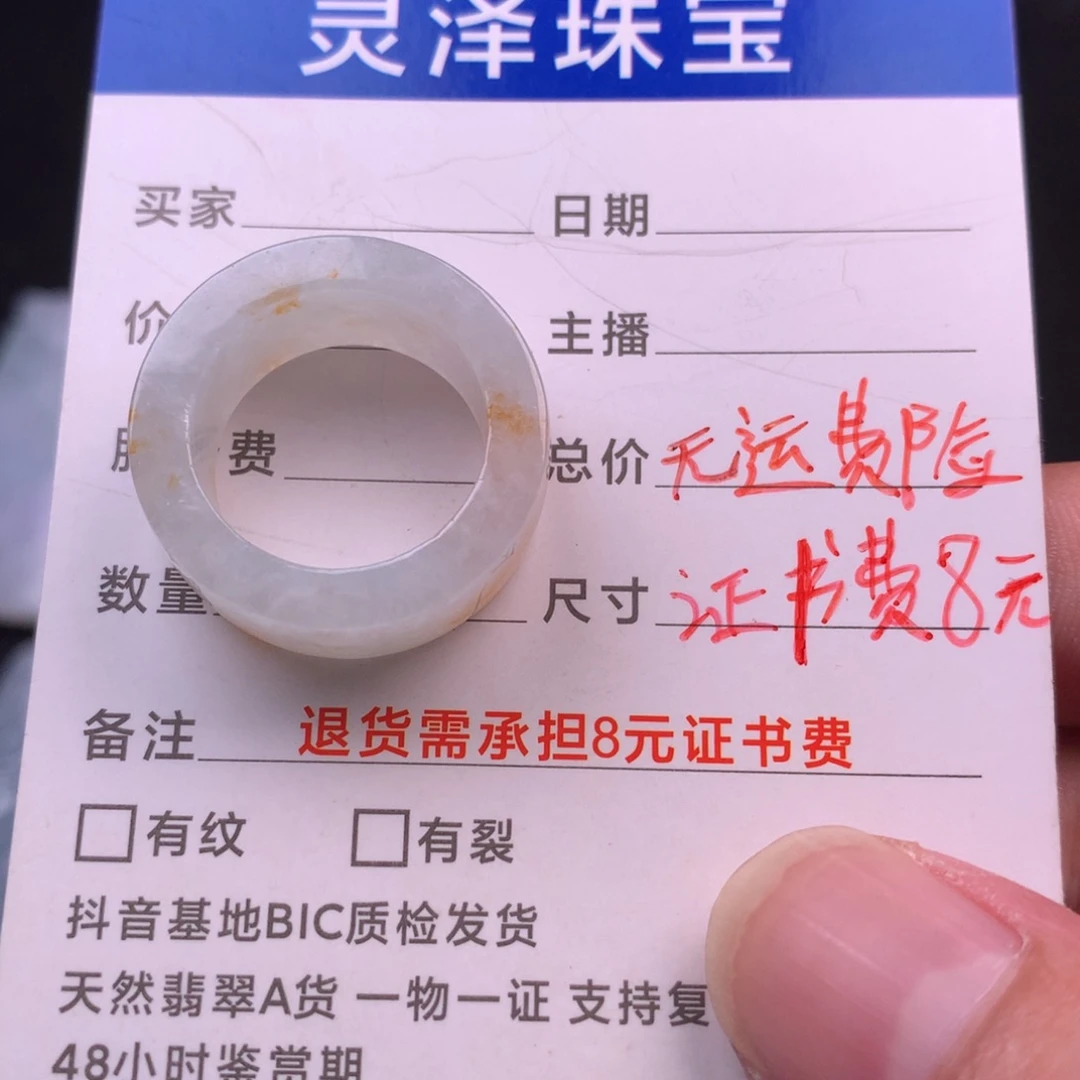 灵泽珠宝
买家 日期
价 主播
费 总价 无运费险
数量 尺寸 证书费8元
备注 退货需承担8元证书费
有纹 有裂
抖音基地BIC质检发货
天然翡翠A货 一物一证 支持复
48小时鉴赏期